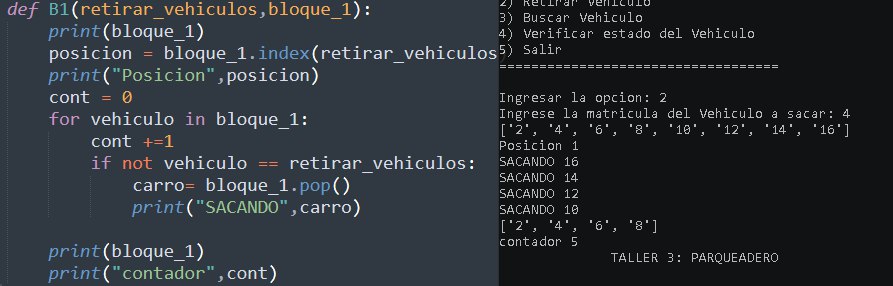 def B1(retirar_vehiculos,bloque_1):
print(bloque_1)
posicion = bloque_1.index(retirar_vehiculos
print("Posicion",posicion)
cont = 0
for vehiculo in bloque_1:
cont +=1
if not vehiculo == retirar_vehiculos:
carro= bloque_1.pop()
print("SACANDO",carro)
print(bloque_1)
print("contador",cont)
2) Retirar Vehiculo
3) Buscar Vehiculo
4) Verificar estado del Vehiculo
5) Salir
===================================
Ingresar la opcion: 2
Ingrese la matricula del Vehiculo a sacar: 4
['2', '4', '6', '8', '10', '12', '14', '16']
Posicion 1
SACANDO 16
SACANDO 14
SACANDO 12
SACANDO 10
['2', '4', '6', '8']
contador 5
TALLER 3: PARQUEADERO